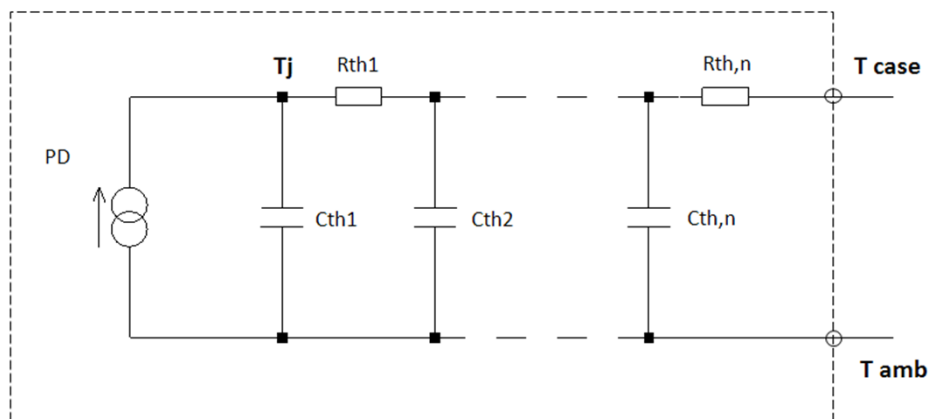 Tj
Rth1
Rth,n
T case
PD
Cth1
Cth2
Cth,n
T amb